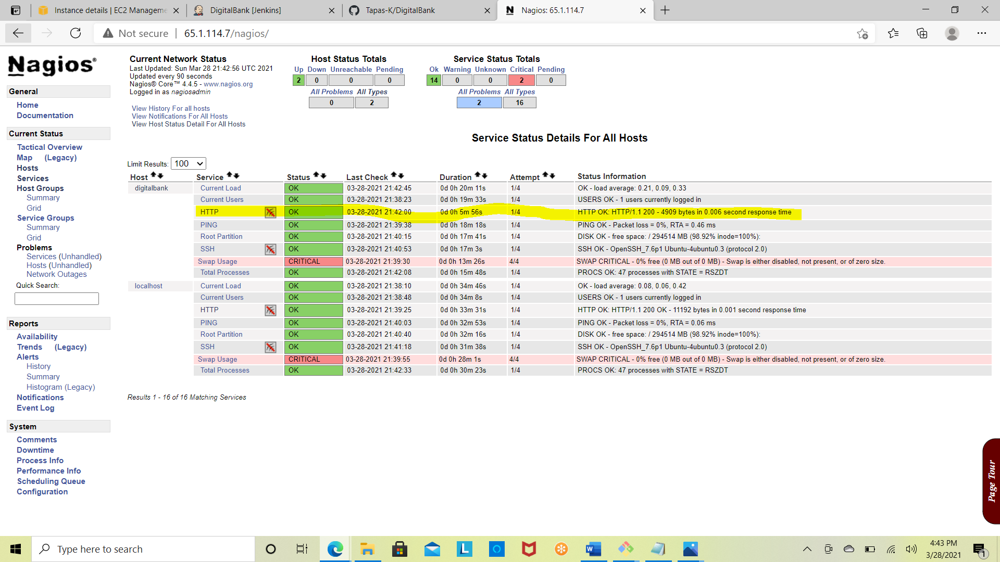 Instance details | EC2 Manageme
DigitalBank [Jenkins]
Tapas-K/DigitalBank
Nagios: 65.1.114.7
Not secure | 65.1.114.7/nagios/
Nagios®
General
Home
Documentation
Current Status
Tactical Overview
Map (Legacy)
Hosts
Services
Host Groups
Summary
Grid
Service Groups
Summary
Grid
Problems
Services (Unhandled)
Hosts (Unhandled)
Network Outages
Quick Search:
Reports
Availability
Trends (Legacy)
Alerts
History
Summary
Histogram (Legacy)
Notifications
Event Log
System
Comments
Downtime
Process Info
Performance Info
Scheduling Queue
Configuration
Current Network Status
Last Updated: Sun Mar 28 21:42:56 UTC 2021
Updated every 90 seconds
Nagios® Core™ 4.4.5 - www.nagios.org
Logged in as nagiosadmin
View History For all hosts
View Notifications For All Hosts
View Host Status Detail For All Hosts
Host Status Totals
Up Down Unreachable Pending
2 0 0 0
All Problems All Types
0 2
Service Status Totals
Ok Warning Unknown Critical Pending
14 0 0 2 0
All Problems All Types
2 16
Service Status Details For All Hosts
Limit Results: 100
Host Service Status Last Check Duration Attempt Status Information
digitalbank Current Load OK 03-28-2021 21:42:45 0d 0h 20m 11s 1/4 OK - load average: 0.21, 0.09, 0.33
Current Users OK 03-28-2021 21:38:23 0d 0h 19m 33s 1/4 USERS OK - 1 users currently logged in
HTTP OK 03-28-2021 21:42:00 0d 0h 5m 56s 1/4 HTTP OK: HTTP/1.1 200 - 4909 bytes in 0.006 second response time
PING OK 03-28-2021 21:39:38 0d 0h 18m 18s 1/4 PING OK - Packet loss = 0%, RTA = 0.46 ms
Root Partition OK 03-28-2021 21:40:15 0d 0h 17m 41s 1/4 DISK OK - free space: / 294514 MB (98.92% inode=100%):
SSH OK 03-28-2021 21:40:53 0d 0h 17m 3s 1/4 SSH OK - OpenSSH_7.6p1 Ubuntu-4ubuntu0.3 (protocol 2.0)
Swap Usage CRITICAL 03-28-2021 21:39:30 0d 0h 13m 26s 4/4 SWAP CRITICAL - 0% free (0 MB out of 0 MB) - Swap is either disabled, not present, or of zero size.
Total Processes OK 03-28-2021 21:42:08 0d 0h 15m 48s 1/4 PROCS OK: 47 processes with STATE = RSZDT
localhost Current Load OK 03-28-2021 21:38:10 0d 0h 34m 46s 1/4 OK - load average: 0.08, 0.06, 0.42
Current Users OK 03-28-2021 21:38:48 0d 0h 34m 8s 1/4 USERS OK - 1 users currently logged in
HTTP OK 03-28-2021 21:39:25 0d 0h 33m 31s 1/4 HTTP OK: HTTP/1.1 200 OK - 11192 bytes in 0.001 second response time
PING OK 03-28-2021 21:40:03 0d 0h 32m 53s 1/4 PING OK - Packet loss = 0%, RTA = 0.06 ms
Root Partition OK 03-28-2021 21:40:40 0d 0h 32m 16s 1/4 DISK OK - free space: / 294514 MB (98.92% inode=100%):
SSH OK 03-28-2021 21:41:18 0d 0h 31m 38s 1/4 SSH OK - OpenSSH_7.6p1 Ubuntu-4ubuntu0.3 (protocol 2.0)
Swap Usage CRITICAL 03-28-2021 21:39:55 0d 0h 28m 1s 4/4 SWAP CRITICAL - 0% free (0 MB out of 0 MB) - Swap is either disabled, not present, or of zero size.
Total Processes OK 03-28-2021 21:42:33 0d 0h 30m 23s 1/4 PROCS OK: 47 processes with STATE = RSZDT
Results 1 - 16 of 16 Matching Services
Page Tour
Type here to search
4:43 PM
3/28/2021
1